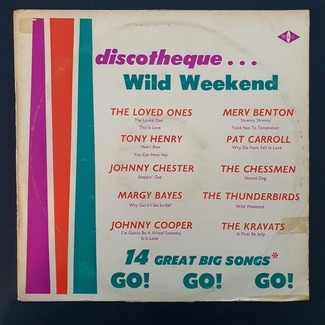 discotheque . . .
Wild Weekend
THE LOVED ONES
The Loved One
This Is Love
MERV BENTON
Shimmy Shimmy
Yield Not To Temptation
TONY HENRY
Heart Beat
You Can Have Her
PAT CARROLL
Why Do Fools Fall In Love
JOHNNY CHESTER
Steppin' Out
THE CHESSMEN
Hound Dog
MARGY BAYES
Why Can't I Go Surfin'
THE THUNDERBIRDS
Wild Weekend
JOHNNY COOPER
I'm Gonna Be A Wheel Someday
It Is Love
THE KRAVATS
It Must Be Jelly
14 GREAT BIG SONGS*
GO! GO! GO!